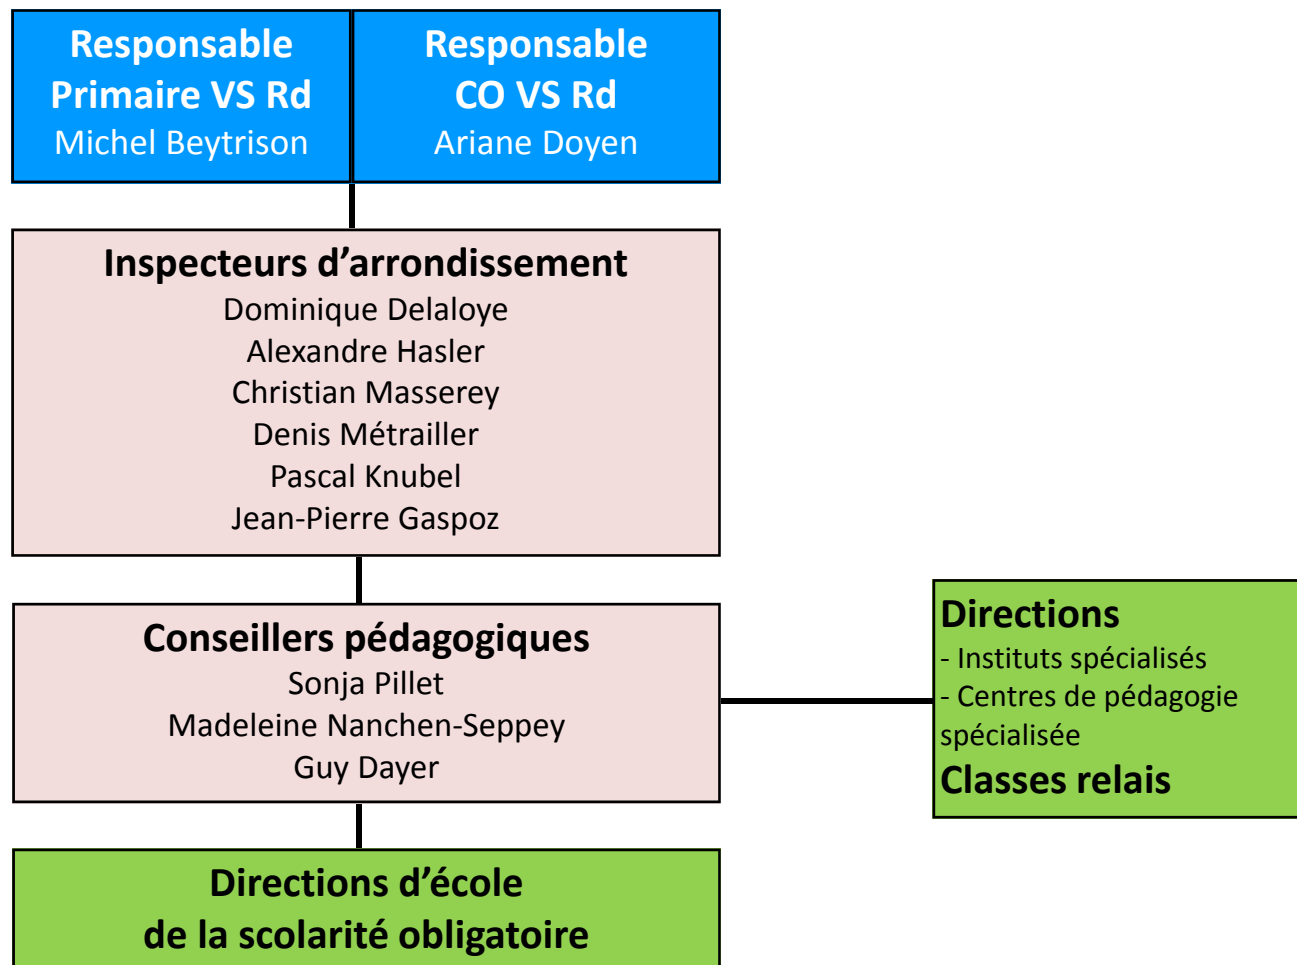 Responsable
Primaire VS Rd
Michel Beytrison
Responsable
CO VS Rd
Ariane Doyen
Inspecteurs d’arrondissement
Dominique Delaloye
Alexandre Hasler
Christian Masserey
Denis Métrailler
Pascal Knubel
Jean-Pierre Gaspoz
Conseillers pédagogiques
Sonja Pillet
Madeleine Nanchen-Seppey
Guy Dayer
Directions
- Instituts spécialisés
- Centres de pédagogie
spécialisée
Classes relais
Directions d’école
de la scolarité obligatoire